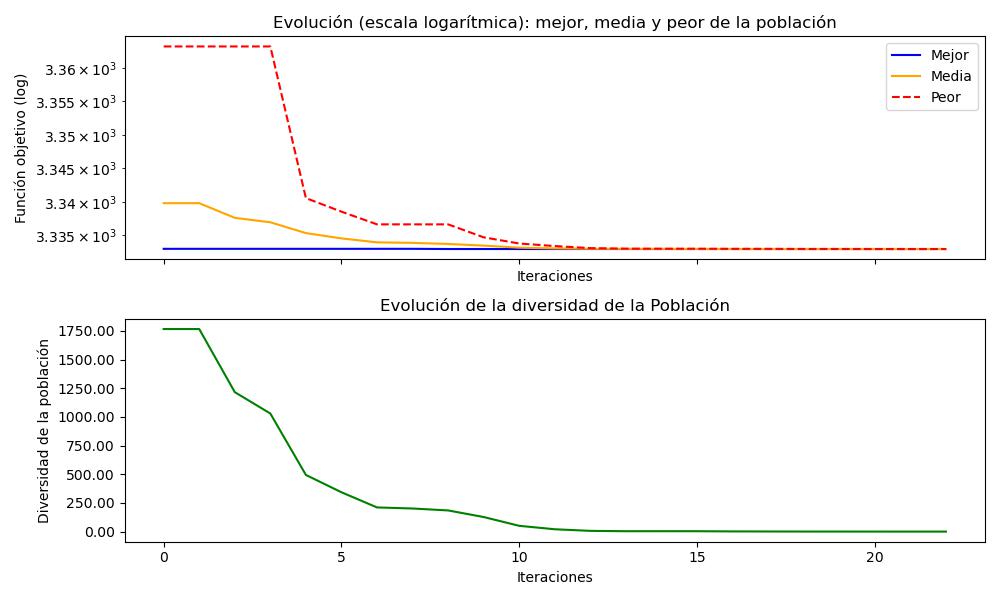 Evolución (escala logarítmica): mejor, media y peor de la población
Función objetivo (log)
3.36 × 10³
3.355 × 10³
3.35 × 10³
3.345 × 10³
3.34 × 10³
3.335 × 10³
Mejor
Media
Peor
Iteraciones
Evolución de la diversidad de la Población
Diversidad de la población
1750.00
1500.00
1250.00
1000.00
750.00
500.00
250.00
0.00
0 5 10 15 20
Iteraciones